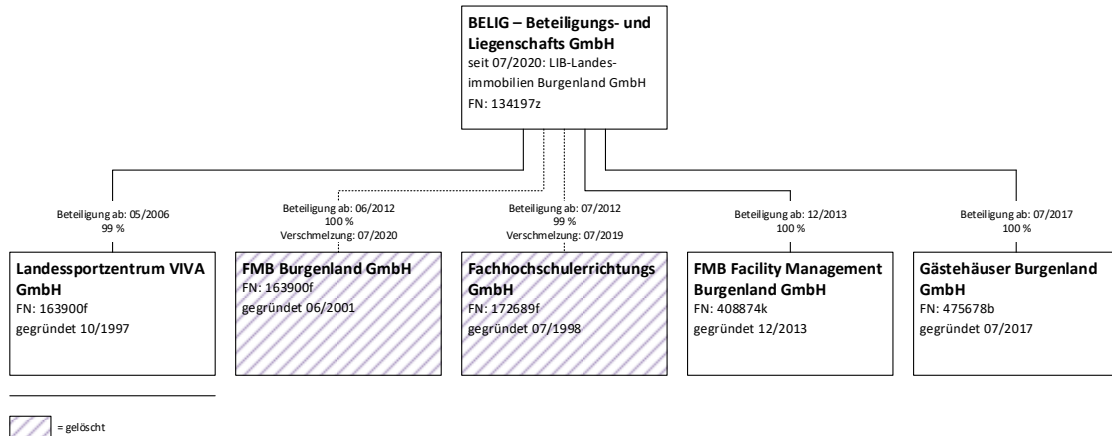 BELIG – Beteiligungs- und
Liegenschafts GmbH
seit 07/2020: LIB-Landes-
immobilien Burgenland GmbH
FN: 134197z
Beteiligung ab: 05/2006
99 %
Beteiligung ab: 06/2012
100 %
Verschmelzung: 07/2020
Beteiligung ab: 07/2012
99 %
Verschmelzung: 07/2019
Beteiligung ab: 12/2013
100 %
Beteiligung ab: 07/2017
100 %
Landessportzentrum VIVA
GmbH
FN: 163900f
gegründet 10/1997
FMB Burgenland GmbH
FN: 163900f
gegründet 06/2001
Fachhochschulerrichtungs
GmbH
FN: 172689f
gegründet 07/1998
FMB Facility Management
Burgenland GmbH
FN: 408874k
gegründet 12/2013
Gästehäuser Burgenland
GmbH
FN: 475678b
gegründet 07/2017
= gelöscht